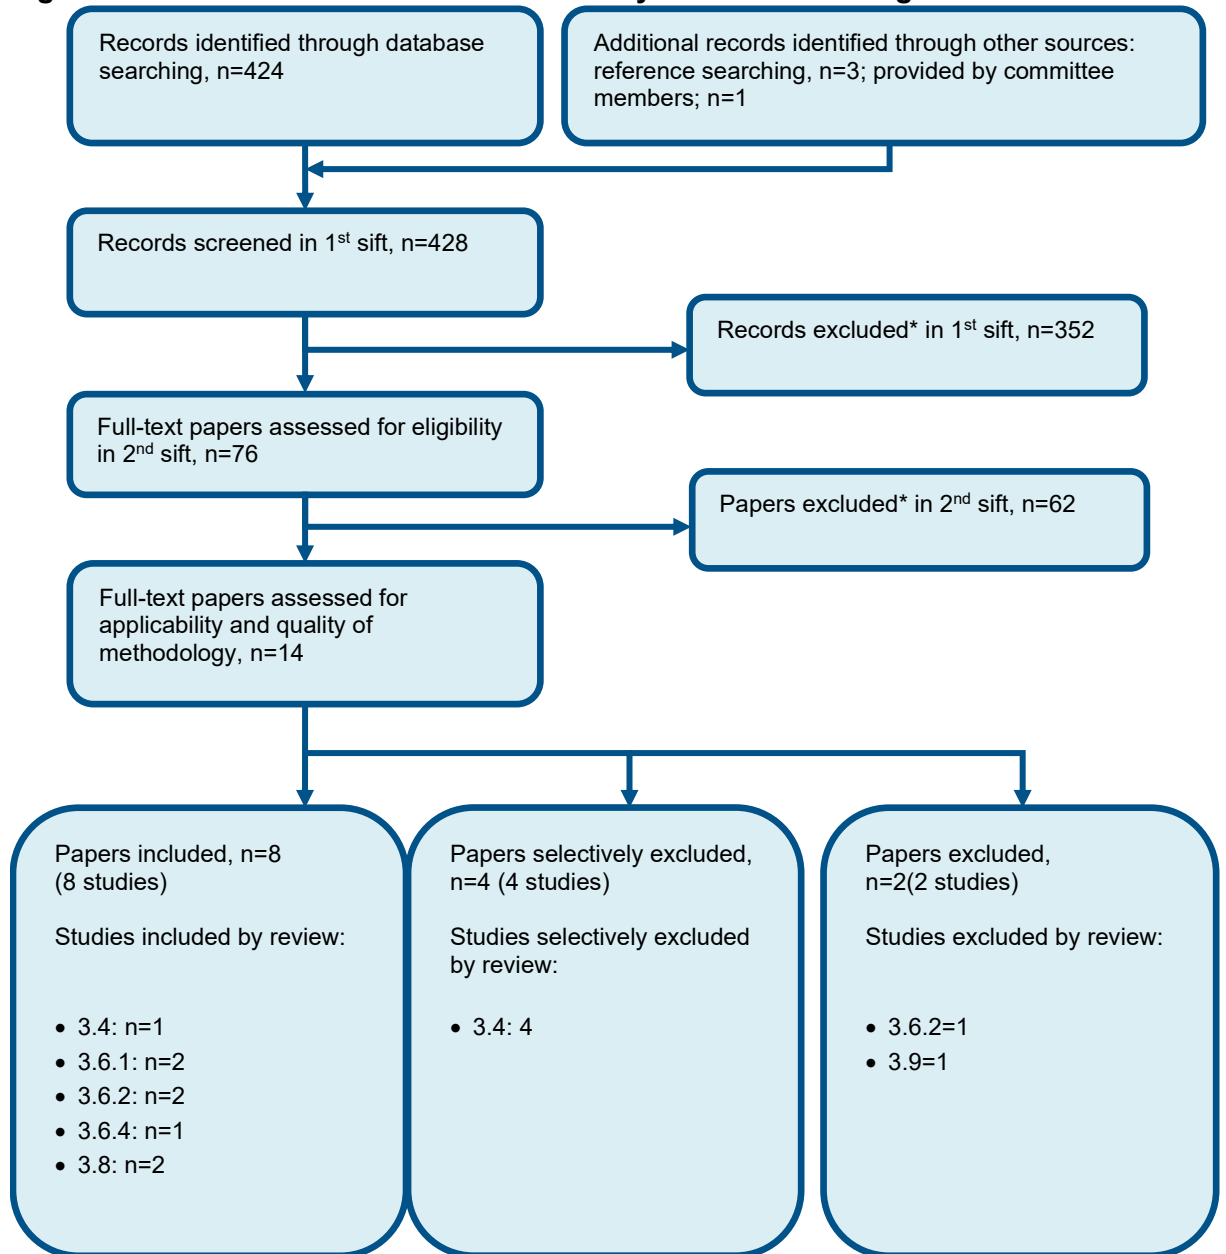 Records identified through database
searching, n=424
Additional records identified through other sources:
reference searching, n=3; provided by committee
members; n=1
Records screened in 1st sift, n=428
Records excluded* in 1st sift, n=352
Full-text papers assessed for eligibility
in 2nd sift, n=76
Papers excluded* in 2nd sift, n=62
Full-text papers assessed for
applicability and quality of
methodology, n=14
Papers included, n=8
(8 studies)
Studies included by review:
• 3.4: n=1
• 3.6.1: n=2
• 3.6.2: n=2
• 3.6.4: n=1
• 3.8: n=2
Papers selectively excluded,
n=4 (4 studies)
Studies selectively excluded
by review:
• 3.4: 4
Papers excluded,
n=2(2 studies)
Studies excluded by review:
• 3.6.2=1
• 3.9=1